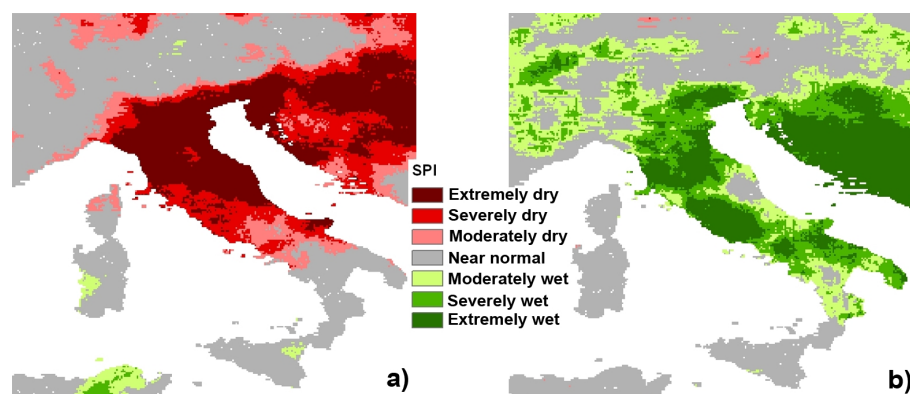 SPI
Extremely dry
Severely dry
Moderately dry
Near normal
Moderately wet
Severely wet
Extremely wet
a)
b)